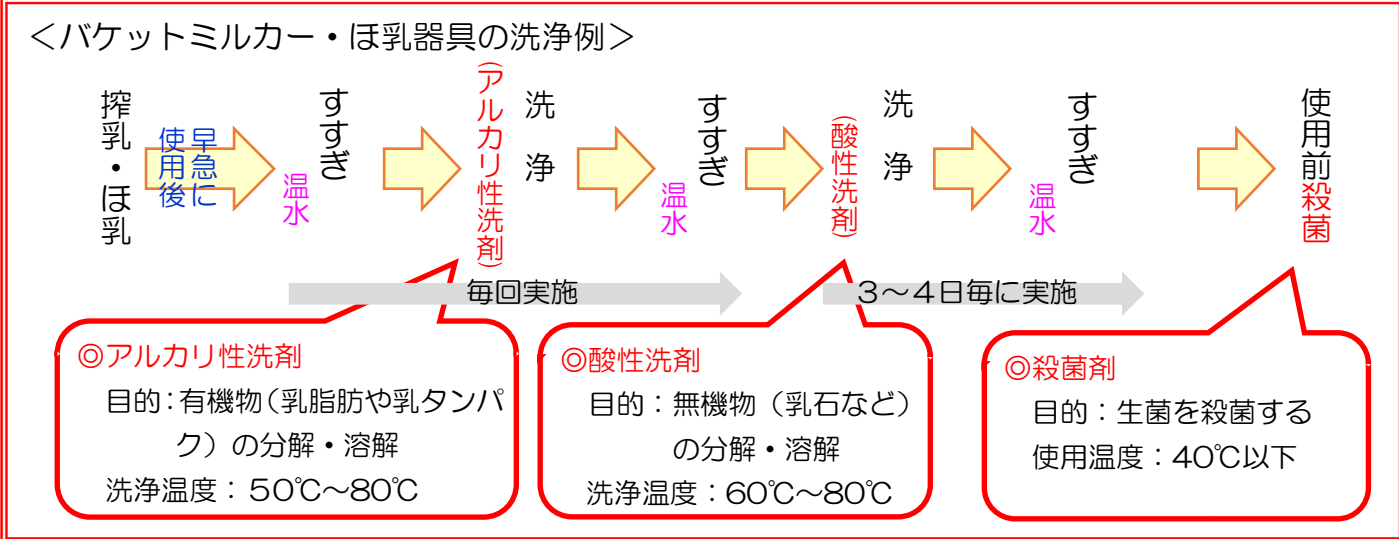 ＜バケットミルカー・ほ乳器具の洗浄例＞
搾乳・ほ乳
使用後
早急に
すすぎ
温水
洗浄
(アルカリ性洗剤)
すすぎ
温水
洗浄
(酸性洗剤)
すすぎ
温水
使用前殺菌
毎回実施
３～４日毎に実施
◎アルカリ性洗剤
目的：有機物（乳脂肪や乳タンパ
ク）の分解・溶解
洗浄温度：５０℃～８０℃
◎酸性洗剤
目的：無機物（乳石など）
の分解・溶解
洗浄温度：６０℃～８０℃
◎殺菌剤
目的：生菌を殺菌する
使用温度：４０℃以下